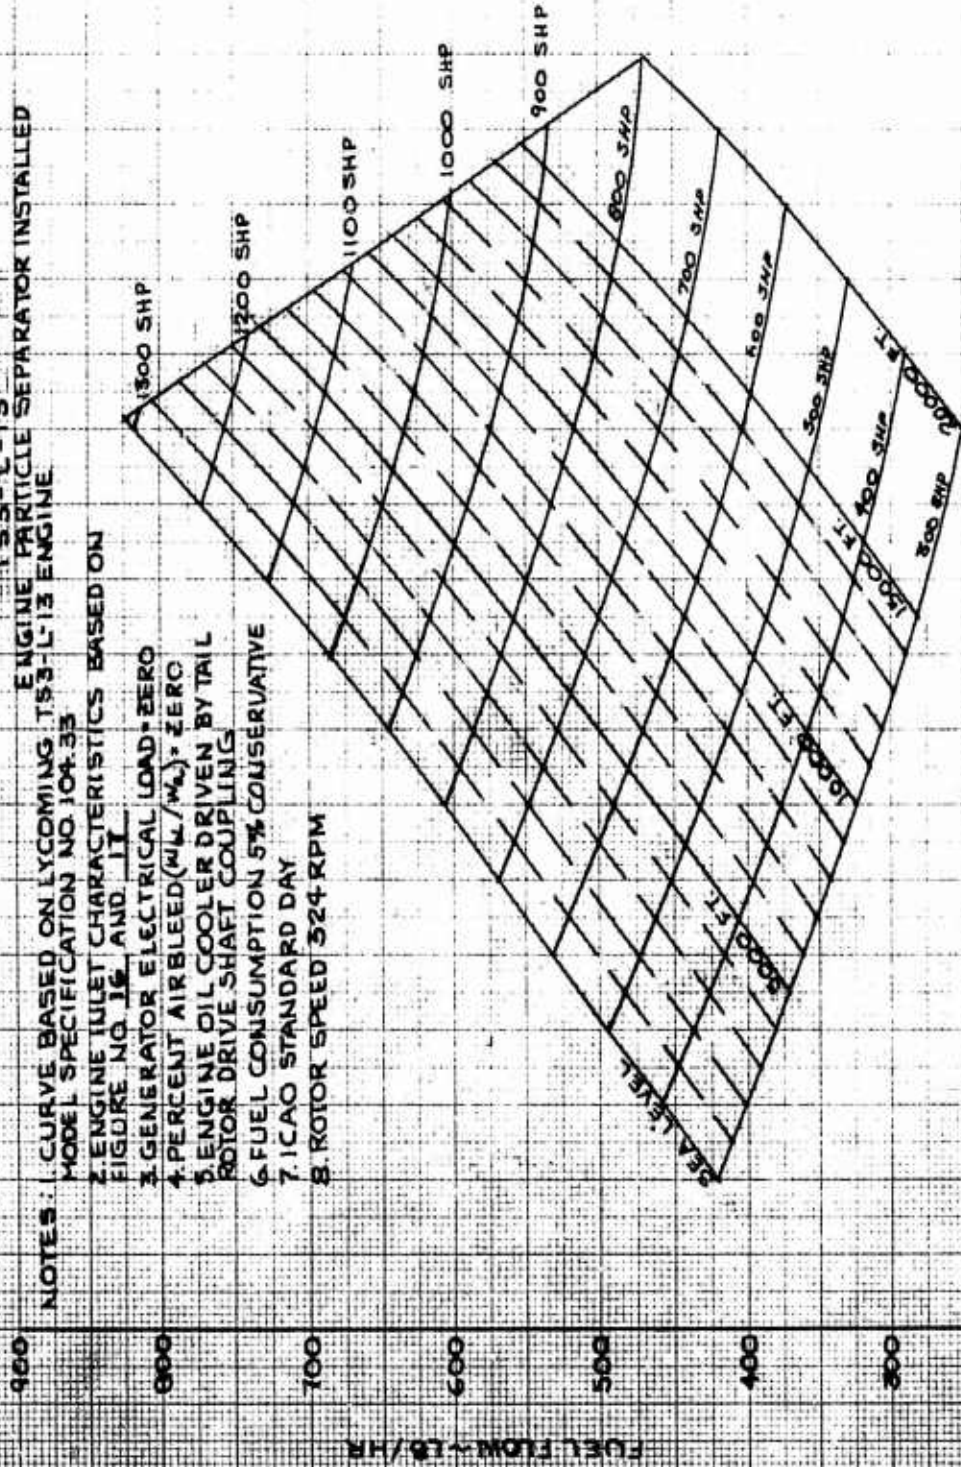 ENGINE PARTICLE SEPARATOR INSTALLED
NOTES: 1. CURVE BASED ON LYCOMING T53-L-13 ENGINE
MODEL SPECIFICATION NO. 104.33
2. ENGINE INLET CHARACTERISTICS BASED ON
FIGURE NO. 16 AND 17
3. GENERATOR ELECTRICAL LOAD=ZERO
4. PERCENT AIRBLEED (WbL/Wa)= ZERO
5. ENGINE OIL COOLER DRIVEN BY TAIL
ROTOR DRIVE SHAFT COUPLING
6. FUEL CONSUMPTION 5% CONSERVATIVE
7. ICAO STANDARD DAY
8. ROTOR SPEED 324 RPM
FUEL FLOW ~ LB/HR
900
800
700
600
500
400
300
1300 SHP
1200 SHP
1100 SHP
1000 SHP
900 SHP
800 SHP
700 SHP
600 SHP
500 SHP
400 SHP
300 SHP
SEA LEVEL
5000 FT.
10,000 FT.
15000 FT.
20000 FT.